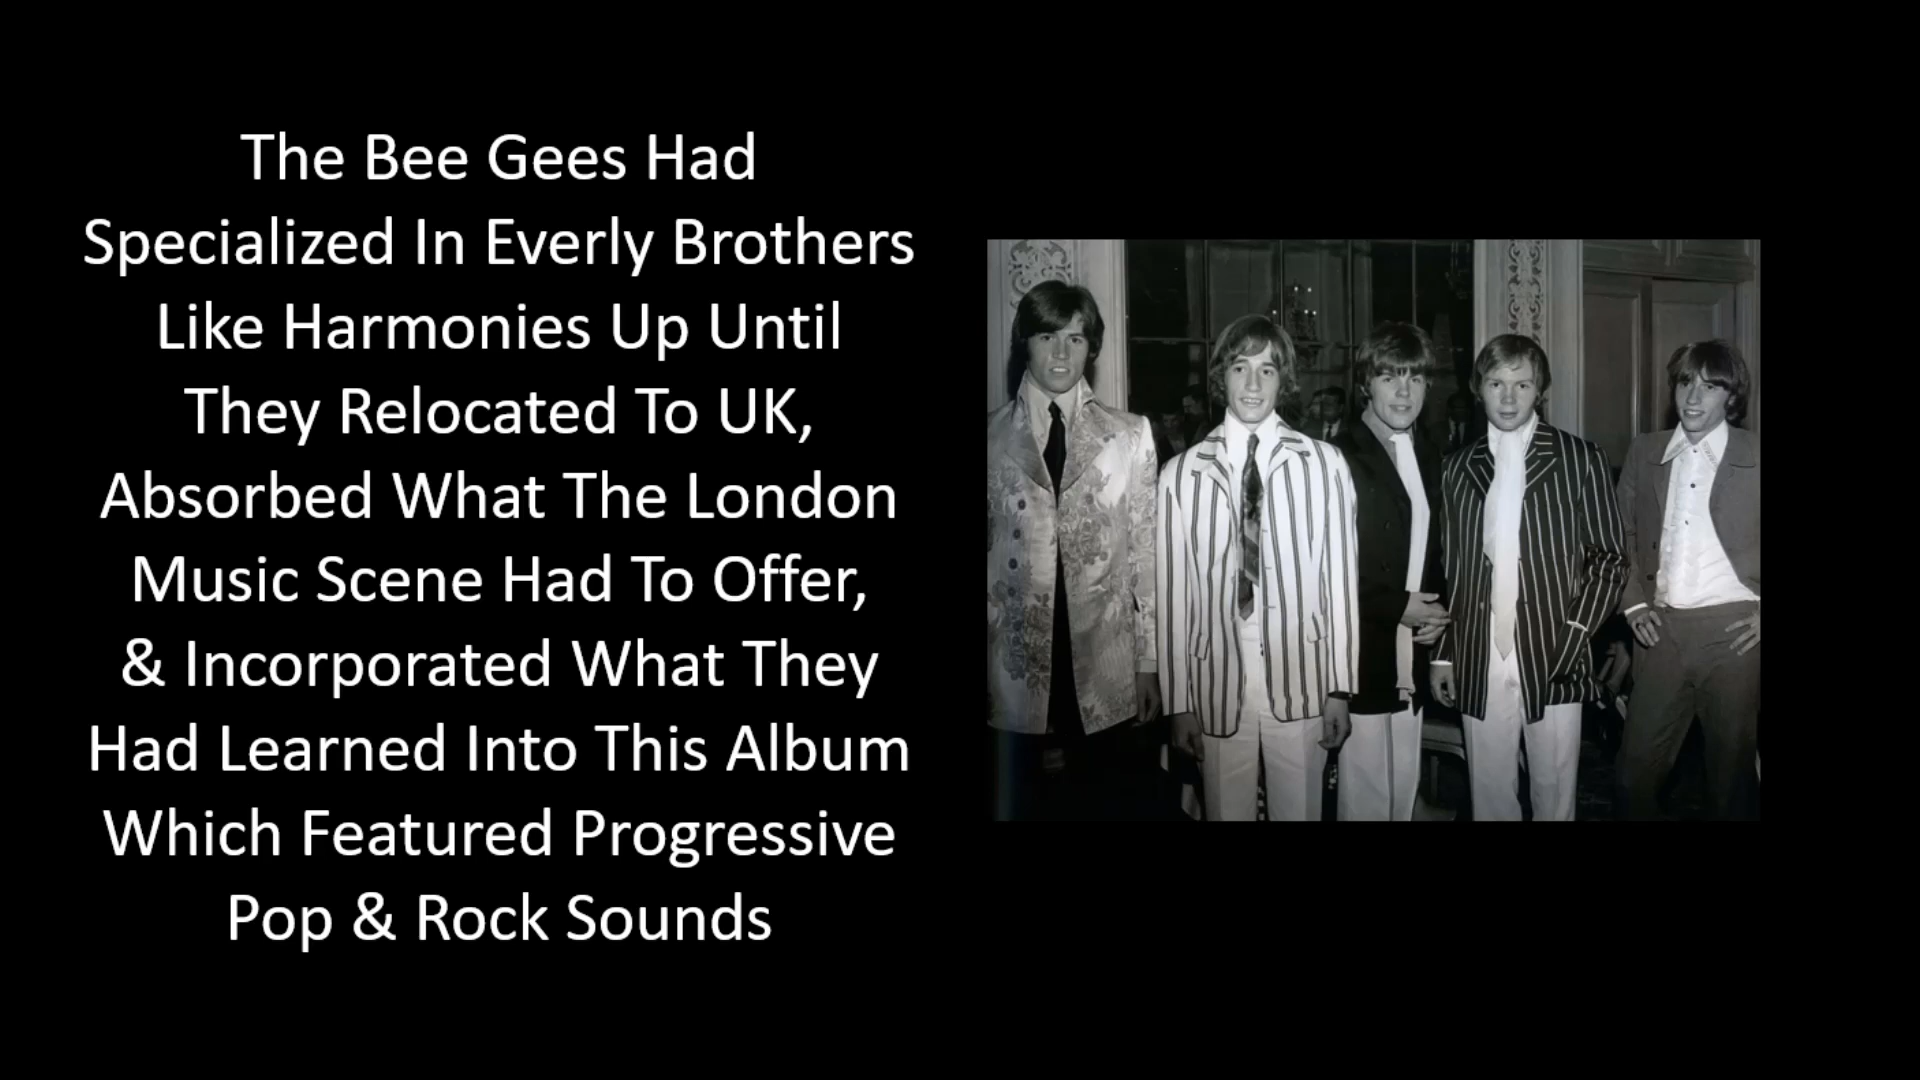 The Bee Gees Had
Specialized In Everly Brothers
Like Harmonies Up Until
They Relocated To UK,
Absorbed What The London
Music Scene Had To Offer,
& Incorporated What They
Had Learned Into This Album
Which Featured Progressive
Pop & Rock Sounds